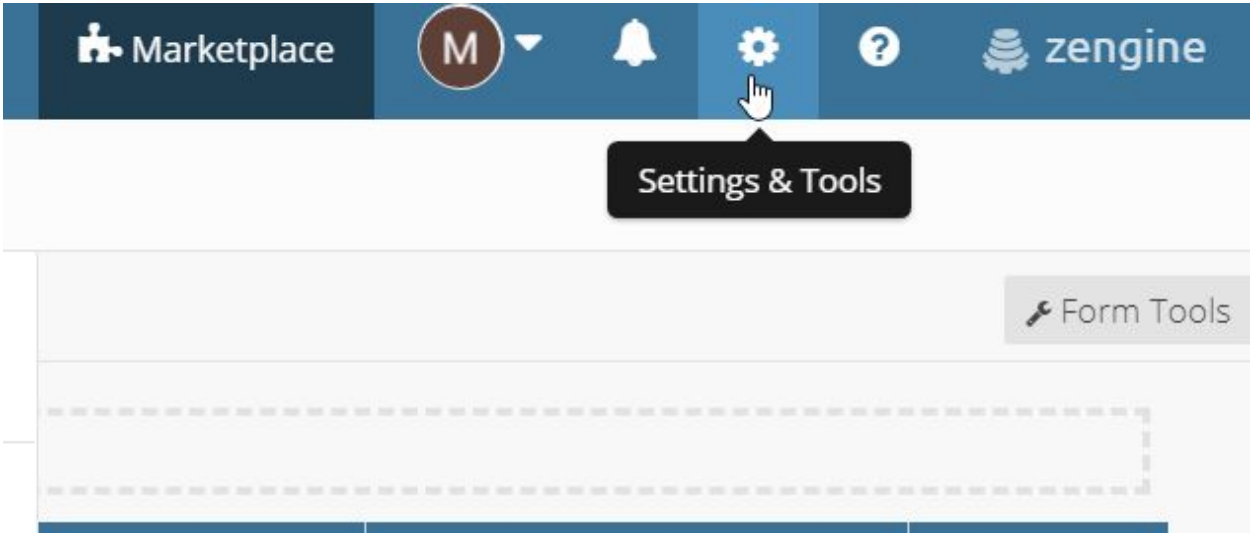 Marketplace
M
zengine
Settings & Tools
Form Tools